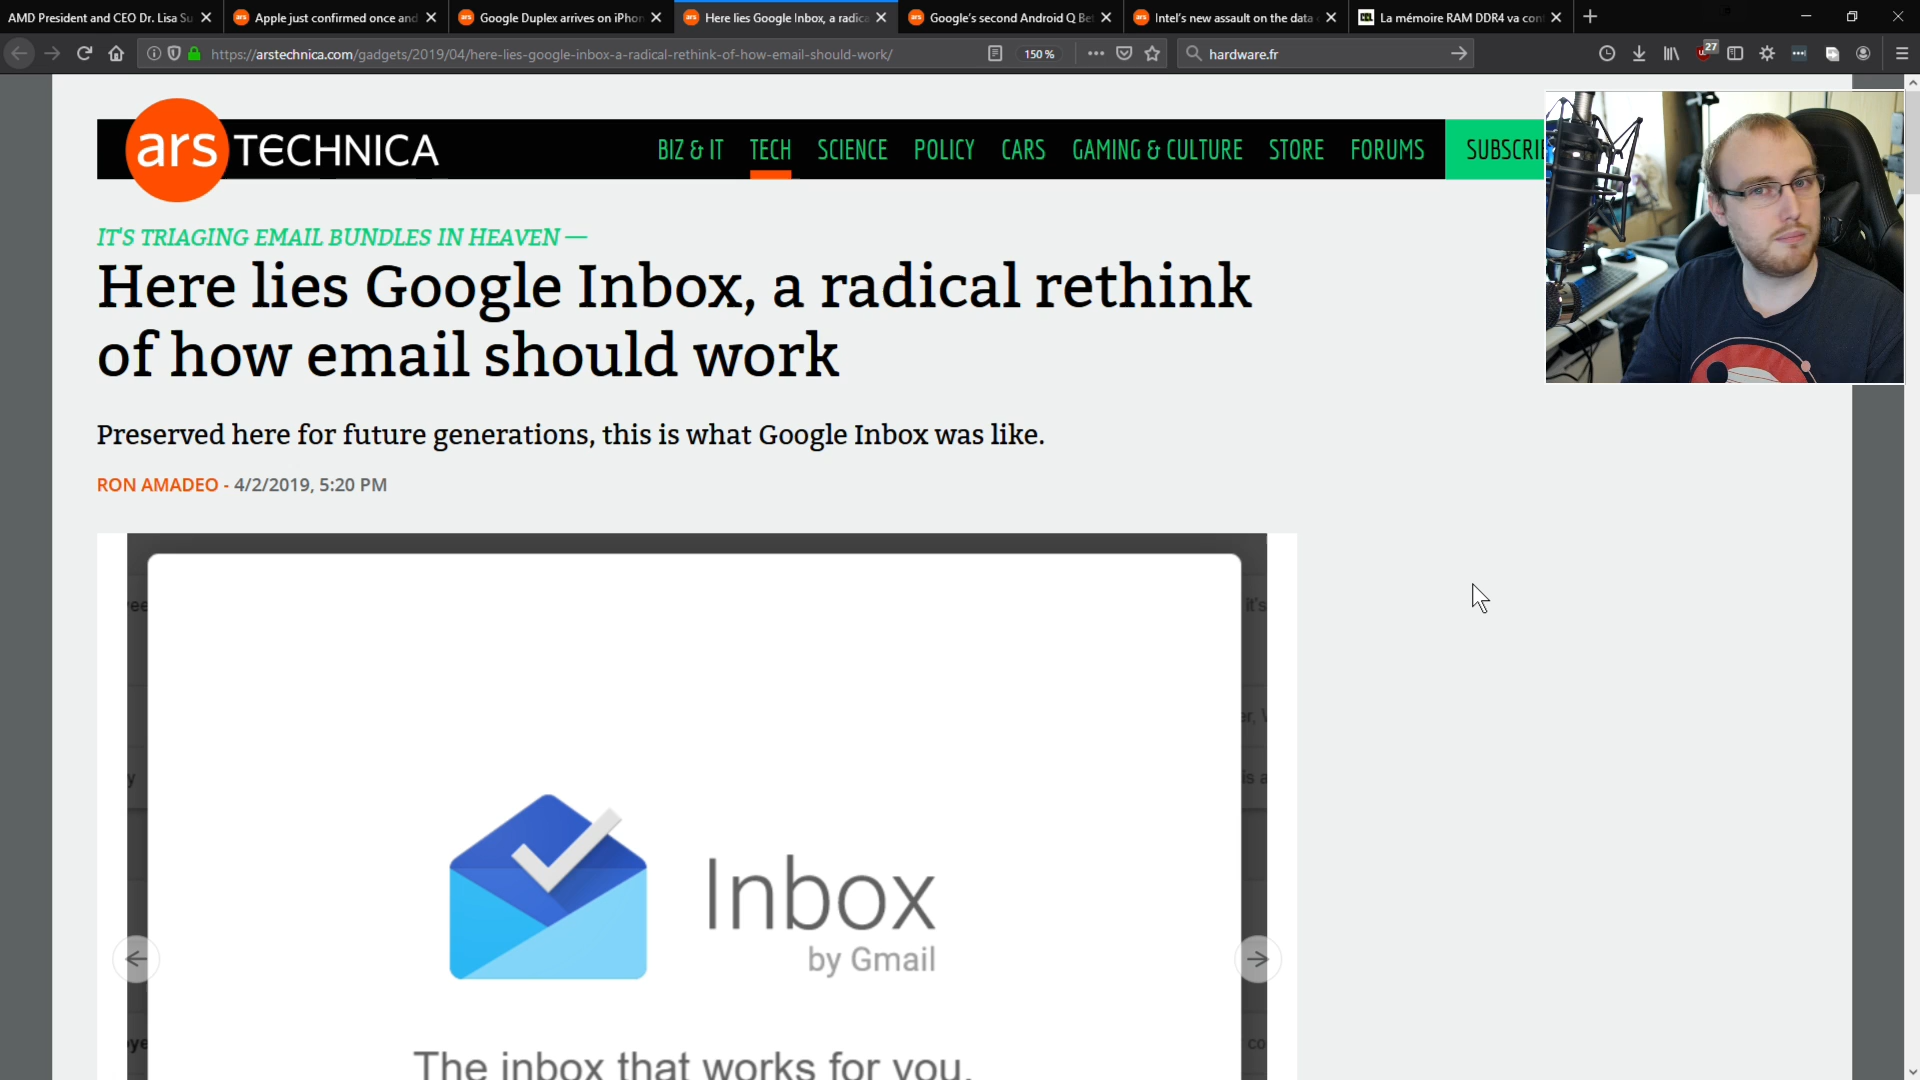 AMD President and CEO Dr. Lisa Su
Apple just confirmed once and
Google Duplex arrives on iPhon
Here lies Google Inbox, a radica
Google's second Android Q Be
Intel's new assault on the data
La mémoire RAM DDR4 va con
https://arstechnica.com/gadgets/2019/04/here-lies-google-inbox-a-radical-rethink-of-how-email-should-work/
150%
hardware.fr
27
ars TECHNICA
BIZ & IT TECH SCIENCE POLICY CARS GAMING & CULTURE STORE FORUMS SUBSCRI
IT'S TRIAGING EMAIL BUNDLES IN HEAVEN —
Here lies Google Inbox, a radical rethink
of how email should work
Preserved here for future generations, this is what Google Inbox was like.
RON AMADEO - 4/2/2019, 5:20 PM
it's
Inbox
by Gmail
The inbox that works for you.